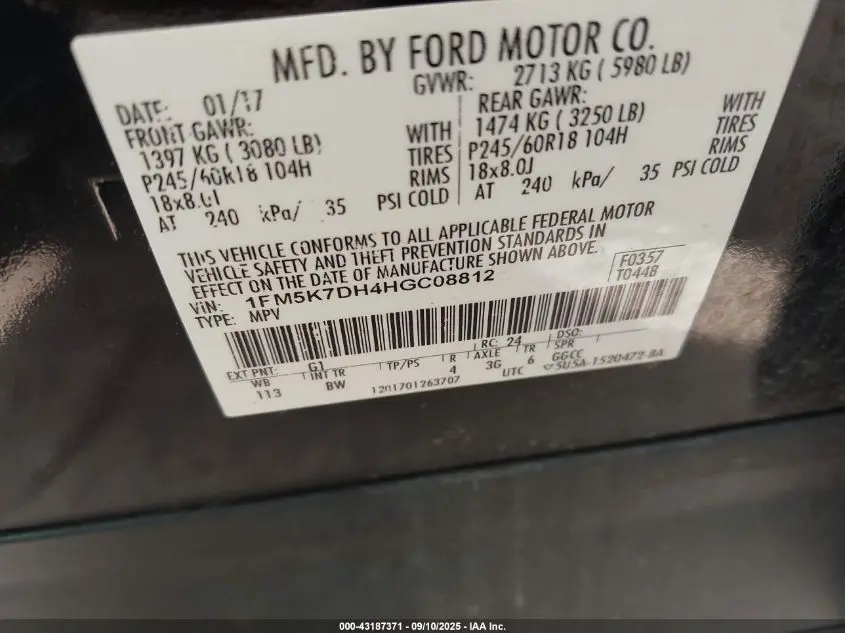 MFD. BY FORD MOTOR CO.
DATE: 01/17
GVWR: 2713 KG ( 5980 LB)
FRONT GAWR:
1397 KG ( 3080 LB)
P245/60R18 104H
18x8.0J
AT 240 kPa/ 35 PSI COLD
WITH
TIRES
RIMS
REAR GAWR:
1474 KG ( 3250 LB)
P245/60R18 104H
18x8.0J
AT 240 kPa/ 35 PSI COLD
WITH
TIRES
RIMS
THIS VEHICLE CONFORMS TO ALL APPLICABLE FEDERAL MOTOR
VEHICLE SAFETY AND THEFT PREVENTION STANDARDS IN
EFFECT ON THE DATE OF MANUFACTURE SHOWN ABOVE.
VIN: 1FM5K7DH4HGC08812
TYPE: MPV
F0357
T0448
EXT PNT: G1 RC: 24 DSO:
WB INT TR TP/PS R AXLE TR SPR
113 BW 4 3G 6 GGCC
1201701263707 UTC ▽5U5A-1520472-BA
000-43187371 | 09/10/2025 | IAA Inc.